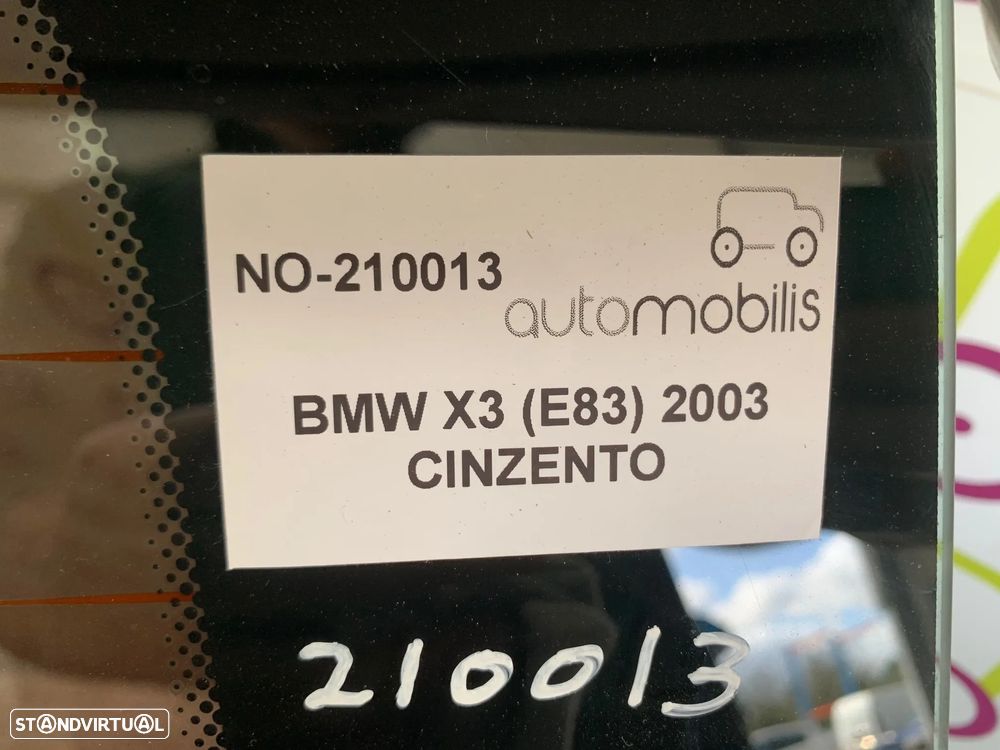 NO-210013
automobilis
BMW X3 (E83) 2003
CINZENTO
210013
STANDVIRTUAL